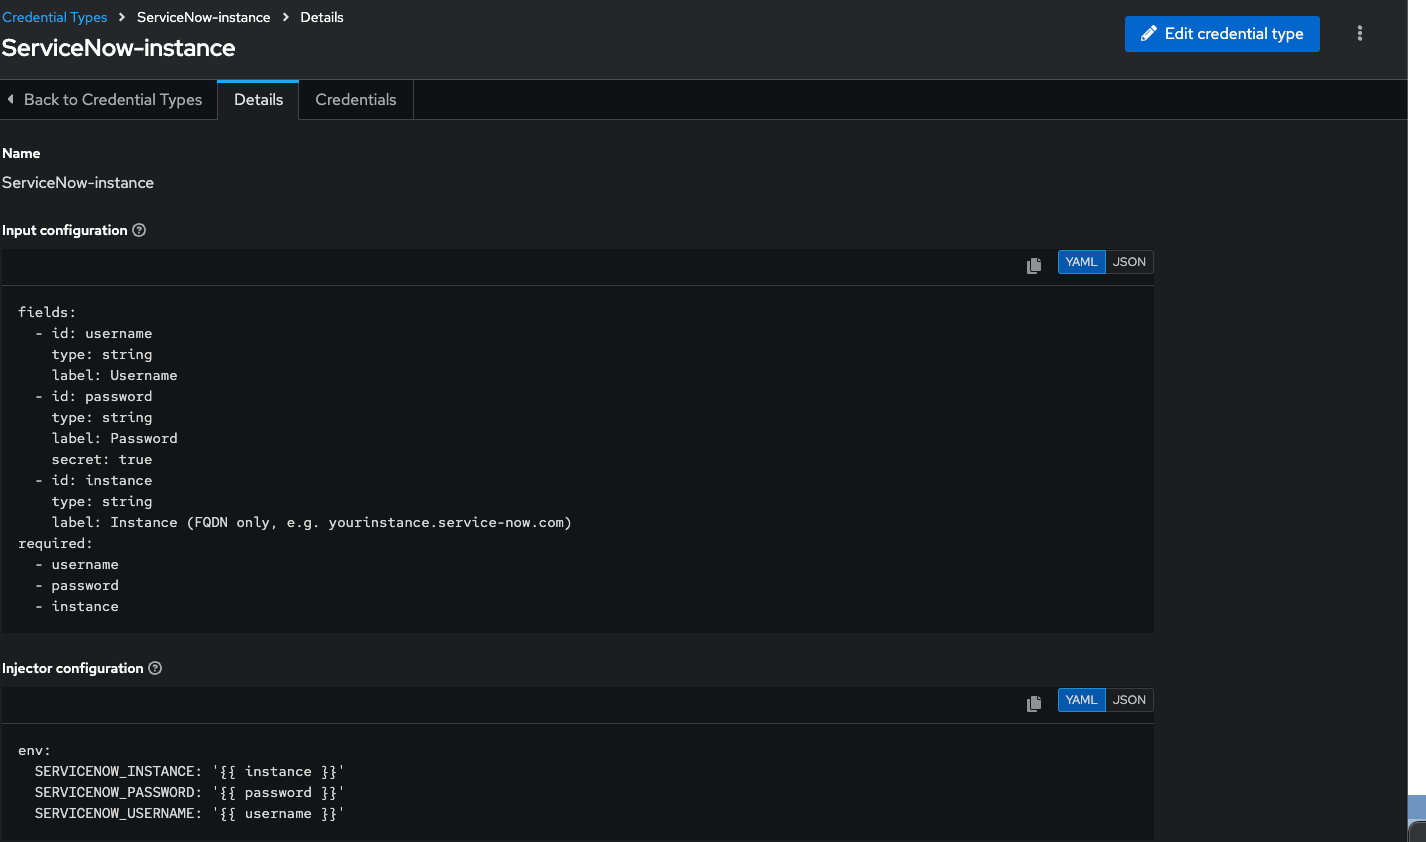 Credential Types > ServiceNow-instance > Details
ServiceNow-instance
Edit credential type
Back to Credential Types Details Credentials
Name
ServiceNow-instance
Input configuration
YAML JSON
fields:
  - id: username
    type: string
    label: Username
  - id: password
    type: string
    label: Password
    secret: true
  - id: instance
    type: string
    label: Instance (FQDN only, e.g. yourinstance.service-now.com)
required:
  - username
  - password
  - instance
Injector configuration
YAML JSON
env:
  SERVICENOW_INSTANCE: '{{ instance }}'
  SERVICENOW_PASSWORD: '{{ password }}'
  SERVICENOW_USERNAME: '{{ username }}'